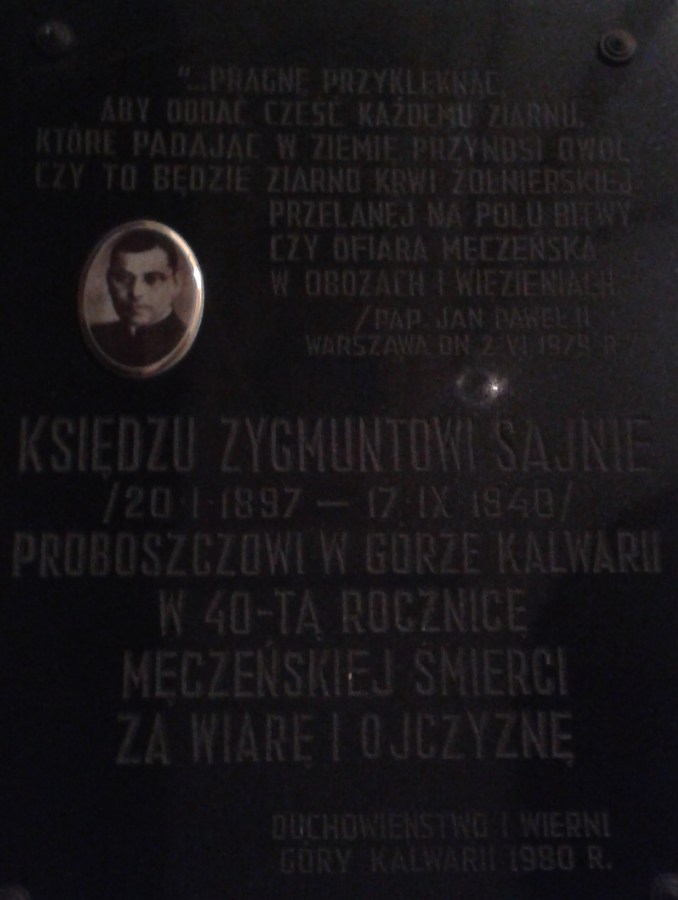 "...PRAGNĘ PRZYKLĘKNĄĆ,
ABY ODDAĆ CZEŚĆ KAŻDEMU ZIARNU,
KTÓRE PADAJĄC W ZIEMIĘ PRZYNOSI OWOC
CZY TO BĘDZIE ZIARNO KRWI ŻOŁNIERSKIEJ
PRZELANEJ NA POLU BITWY
CZY OFIARA MĘCZEŃSKA
W OBOZACH I WIĘZIENIACH
/PAP. JAN PAWEŁ II
WARSZAWA DN. 2 VI 1979 R./
KSIĘDZU ZYGMUNTOWI SAJNIE
/20·I·1897 — 17·IX·1940/
PROBOSZCZOWI W GÓRZE KALWARII
W 40-TĄ ROCZNICĘ
MĘCZEŃSKIEJ ŚMIERCI
ZA WIARĘ I OJCZYZNĘ
DUCHOWIEŃSTWO I WIERNI
GÓRY KALWARII 1980 R.